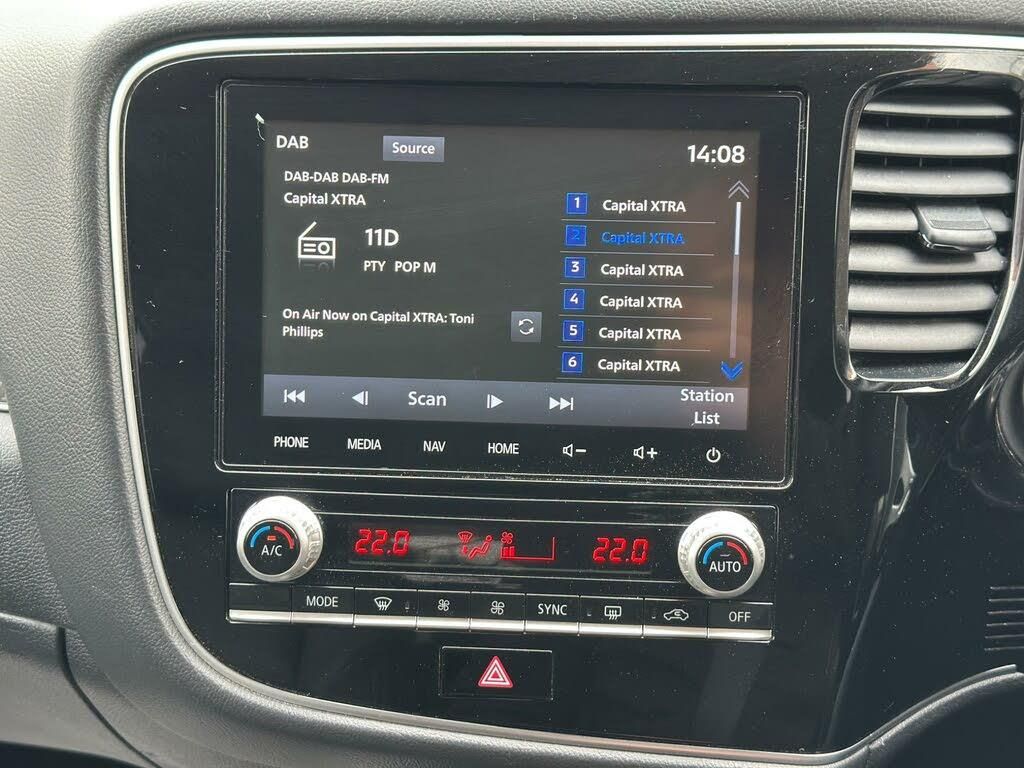 DAB
Source
14:08
DAB-DAB DAB-FM
Capital XTRA
11D
PTY POP M
On Air Now on Capital XTRA: Toni
Phillips
1 Capital XTRA
2 Capital XTRA
3 Capital XTRA
4 Capital XTRA
5 Capital XTRA
6 Capital XTRA
Scan
Station
List
PHONE MEDIA NAV HOME
A/C 22.0 22.0 AUTO
MODE SYNC OFF